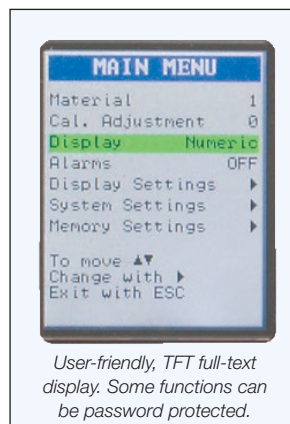 MAIN MENU
Material 1
Cal. Adjustment 0
Display Numeric
Alarms OFF
Display Settings ▶
System Settings ▶
Memory Settings ▶
To move ▲▼
Change with ▶
Exit with ESC
User-friendly, TFT full-text
display. Some functions can
be password protected.